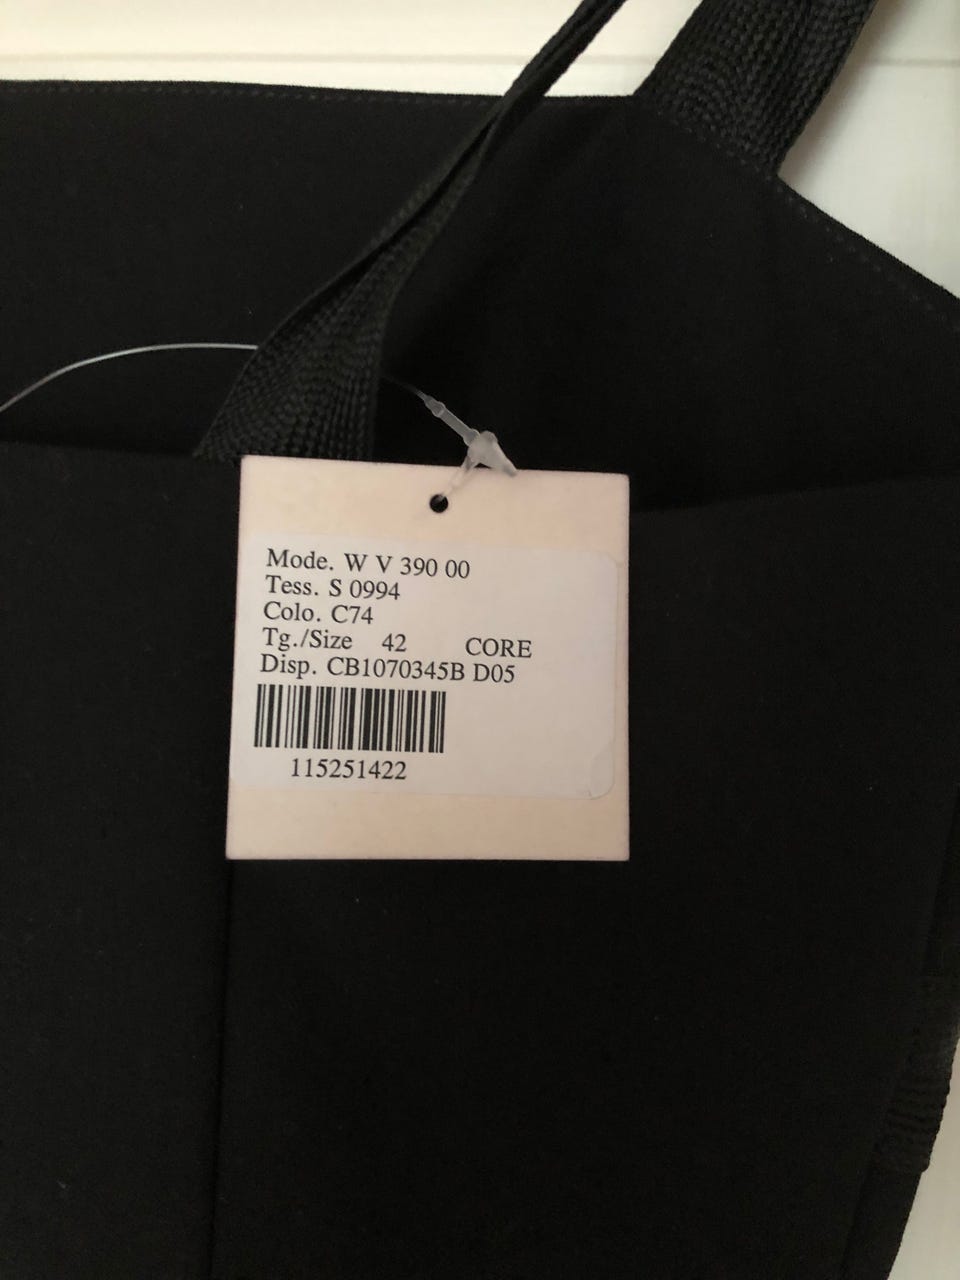 Mode. W V 390 00
Tess. S 0994
Colo. C74
Tg./Size 42 CORE
Disp. CB1070345B D05
115251422